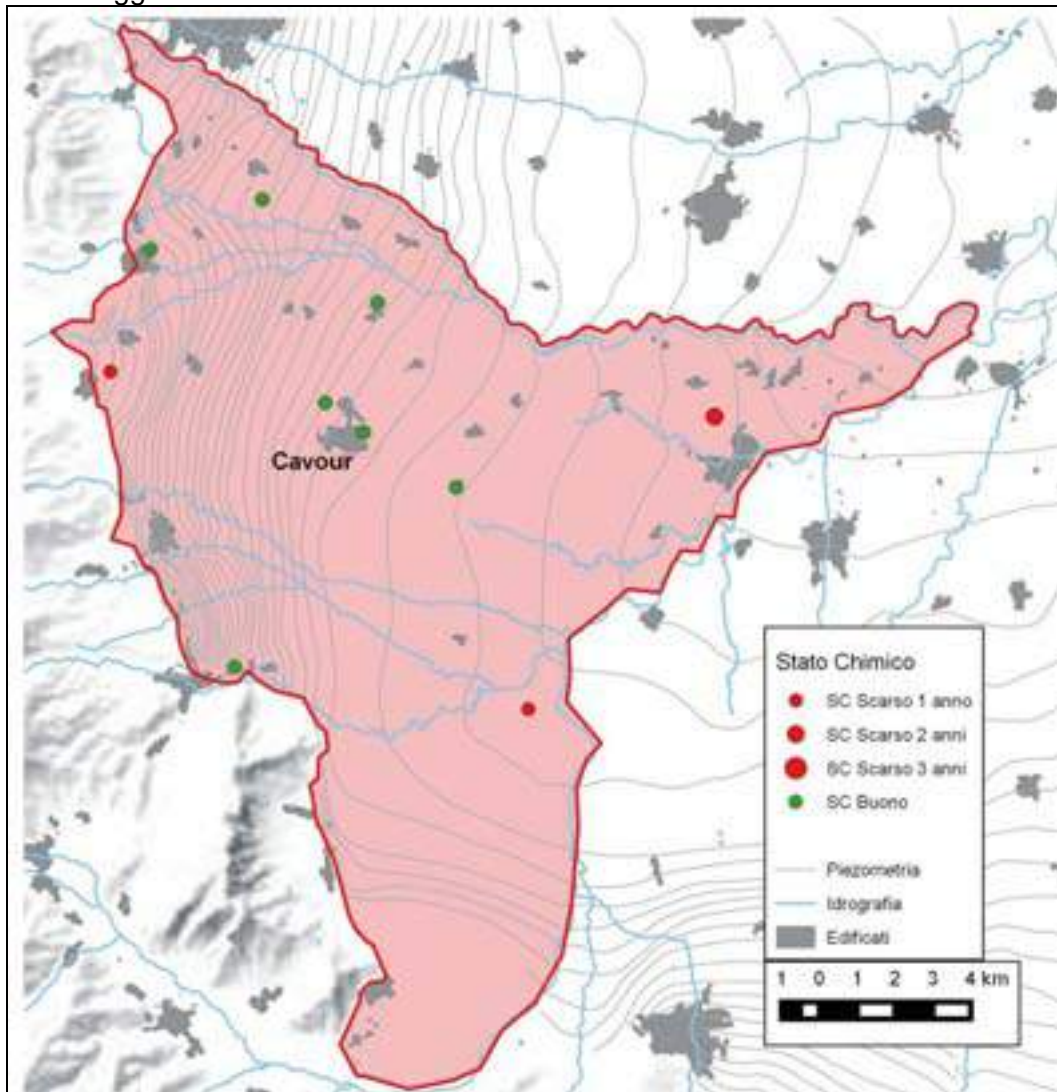 Cavour
Stato Chimico
SC Scarso 1 anno
SC Scarso 2 anni
SC Scarso 3 anni
SC Buono
Piezometria
Idrografia
Edificati
1 0 1 2 3 4 km